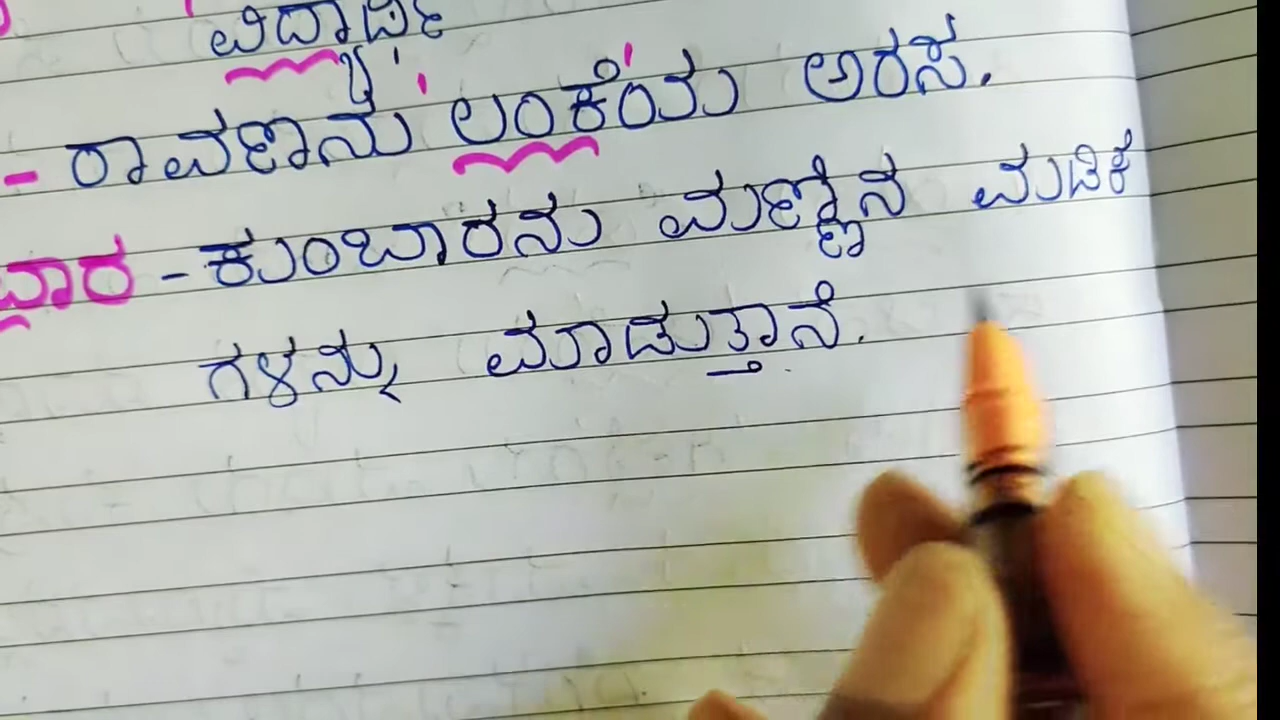 ವಿದ್ಯಾರ್ಥಿ
- ರಾವಣನು ಲಂಕೆಯ ಅರಸ.
ಬಾರ - ಕುಂಬಾರನು ಮಣ್ಣಿನ ಮಡಿಕೆ
ಗಳನ್ನು ಮಾಡುತ್ತಾನೆ.